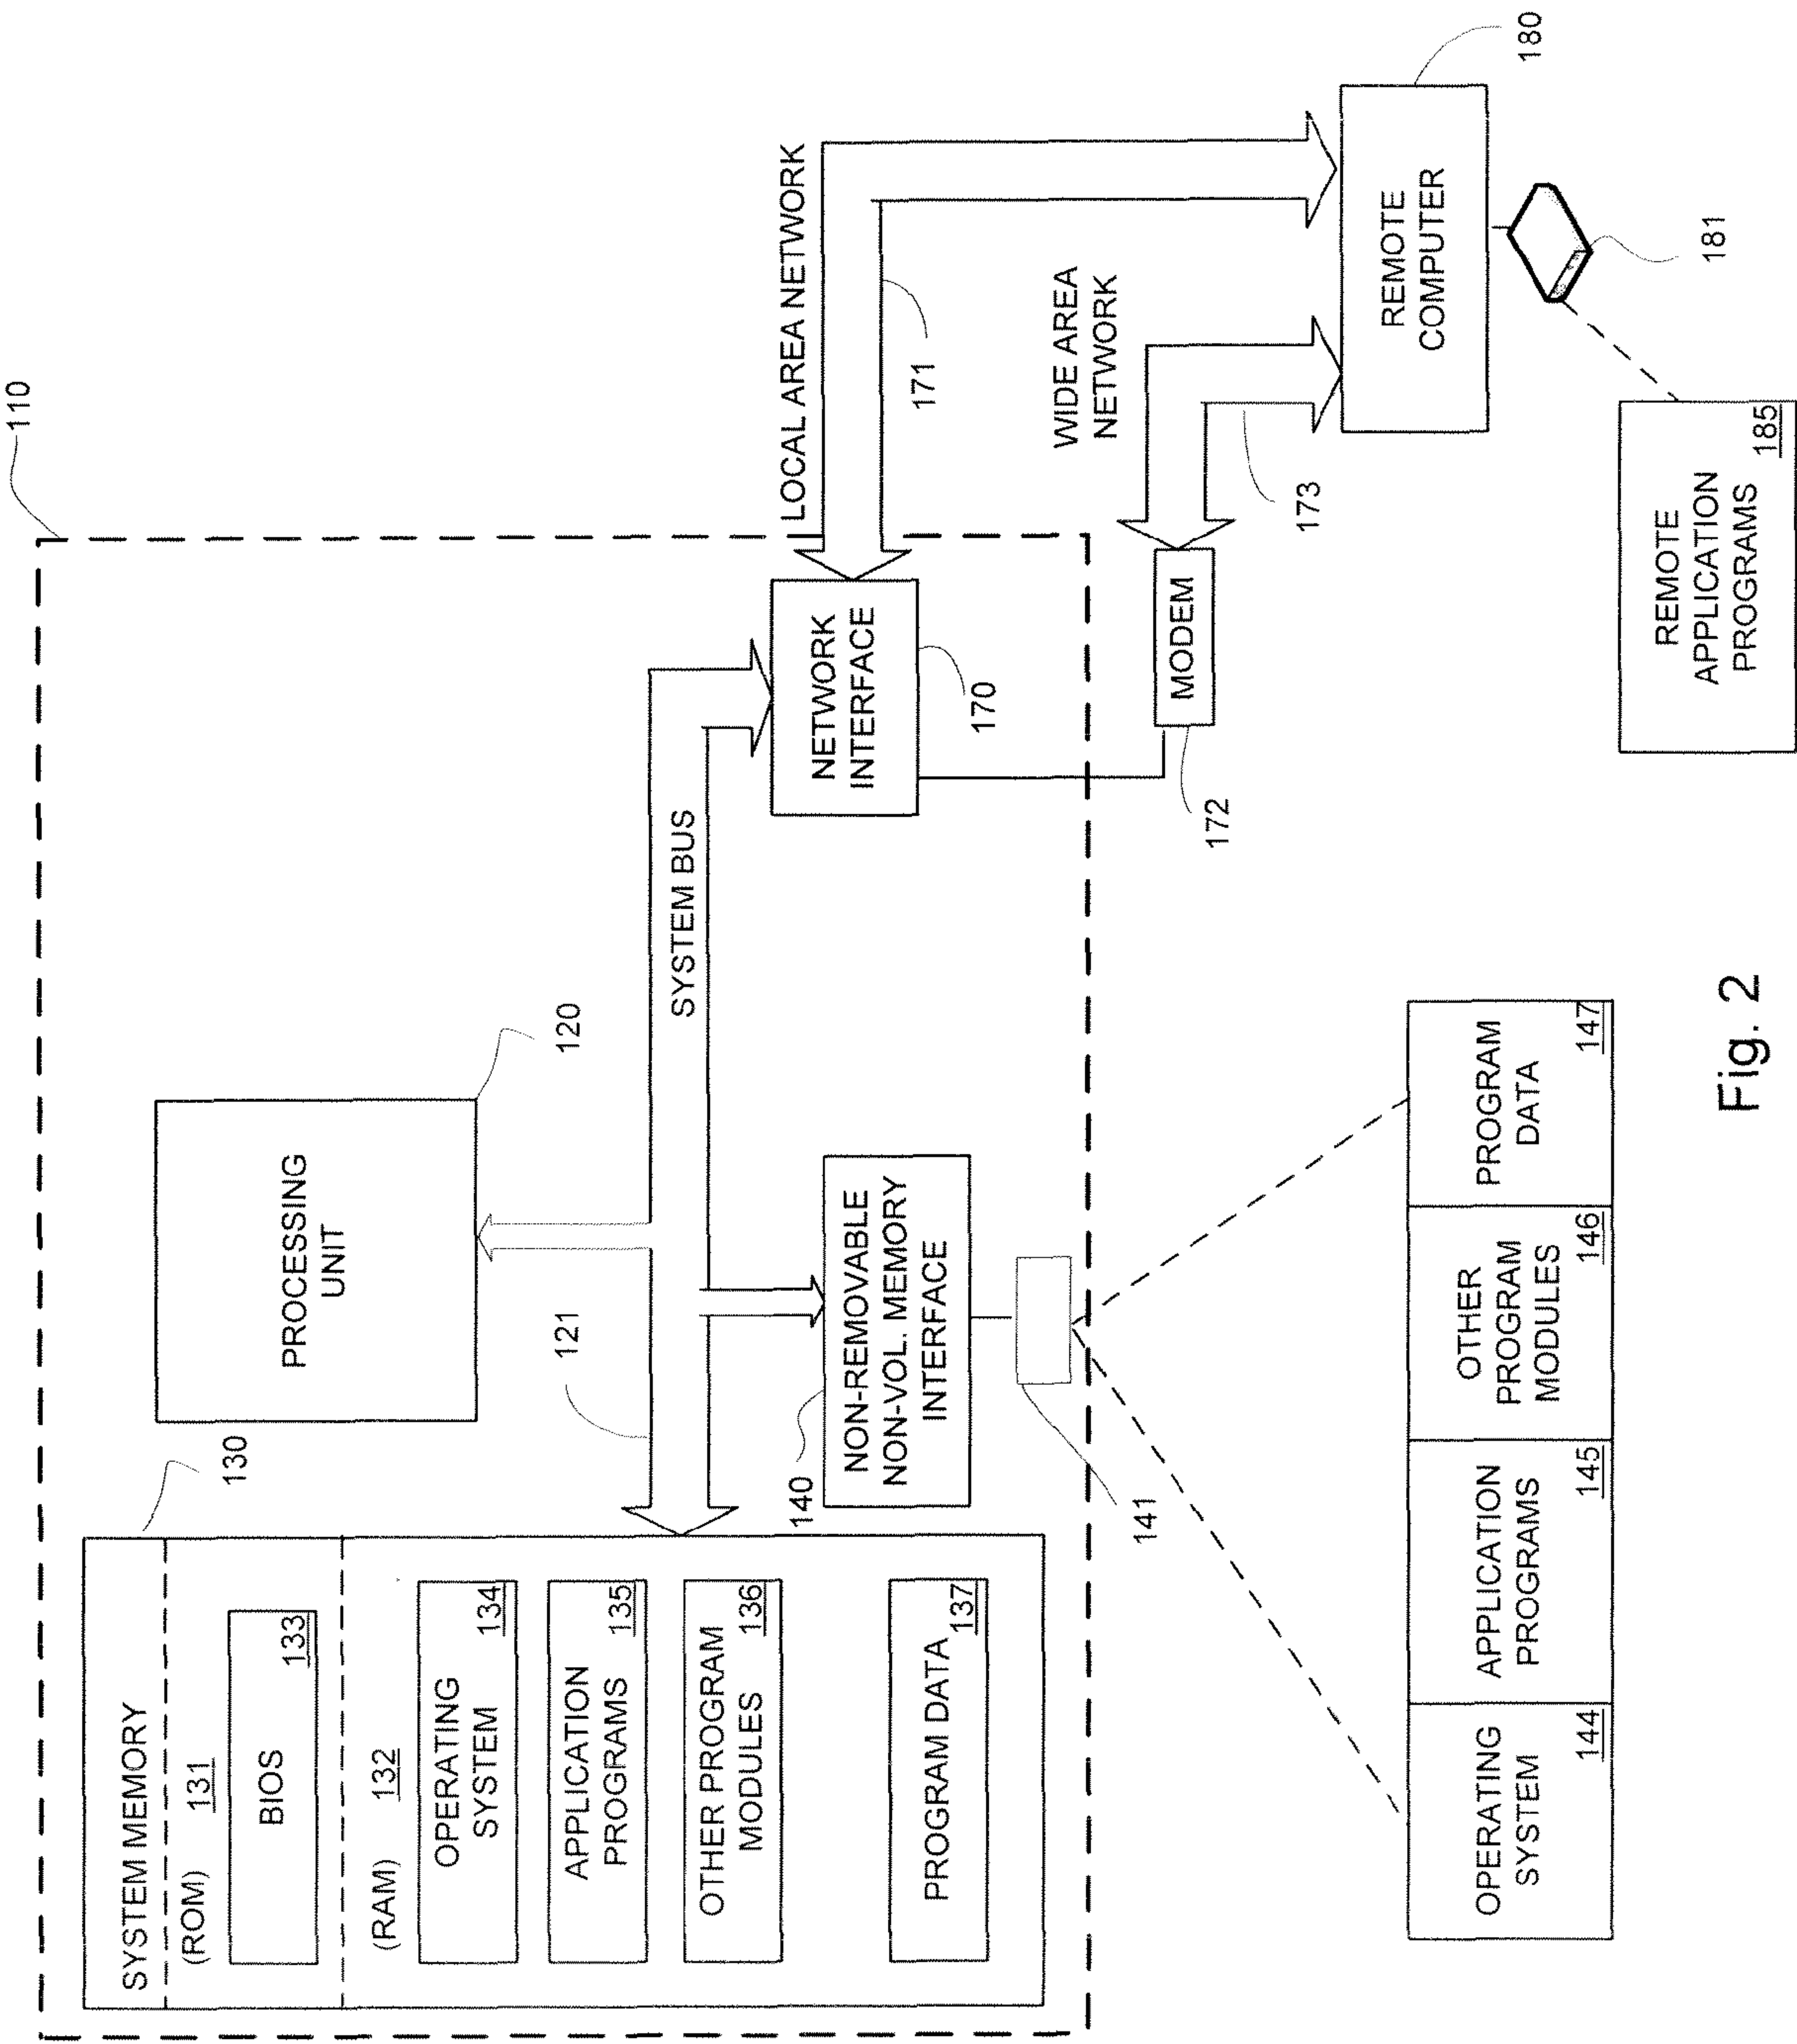 110
SYSTEM MEMORY
(ROM) 131
BIOS
133
(RAM) 132
OPERATING
SYSTEM
134
APPLICATION
PROGRAMS
135
OTHER PROGRAM
MODULES
136
PROGRAM DATA
137
130
PROCESSING
UNIT
120
121
SYSTEM BUS
140
NON-REMOVABLE
NON-VOL. MEMORY
INTERFACE
141
NETWORK
INTERFACE
170
LOCAL AREA NETWORK
171
WIDE AREA
NETWORK
173
MODEM
172
REMOTE
COMPUTER
180
181
REMOTE
APPLICATION
PROGRAMS
185
OPERATING
SYSTEM
144
APPLICATION
PROGRAMS
145
OTHER
PROGRAM
MODULES
146
PROGRAM
DATA
147
Fig. 2